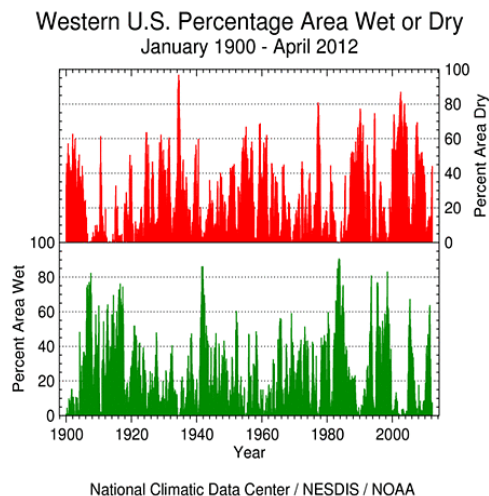 Western U.S. Percentage Area Wet or Dry
January 1900 - April 2012
100
80
60
40
20
0
Percent Area Dry
100
80
60
40
20
0
Percent Area Wet
1900 1920 1940 1960 1980 2000
Year
National Climatic Data Center / NESDIS / NOAA